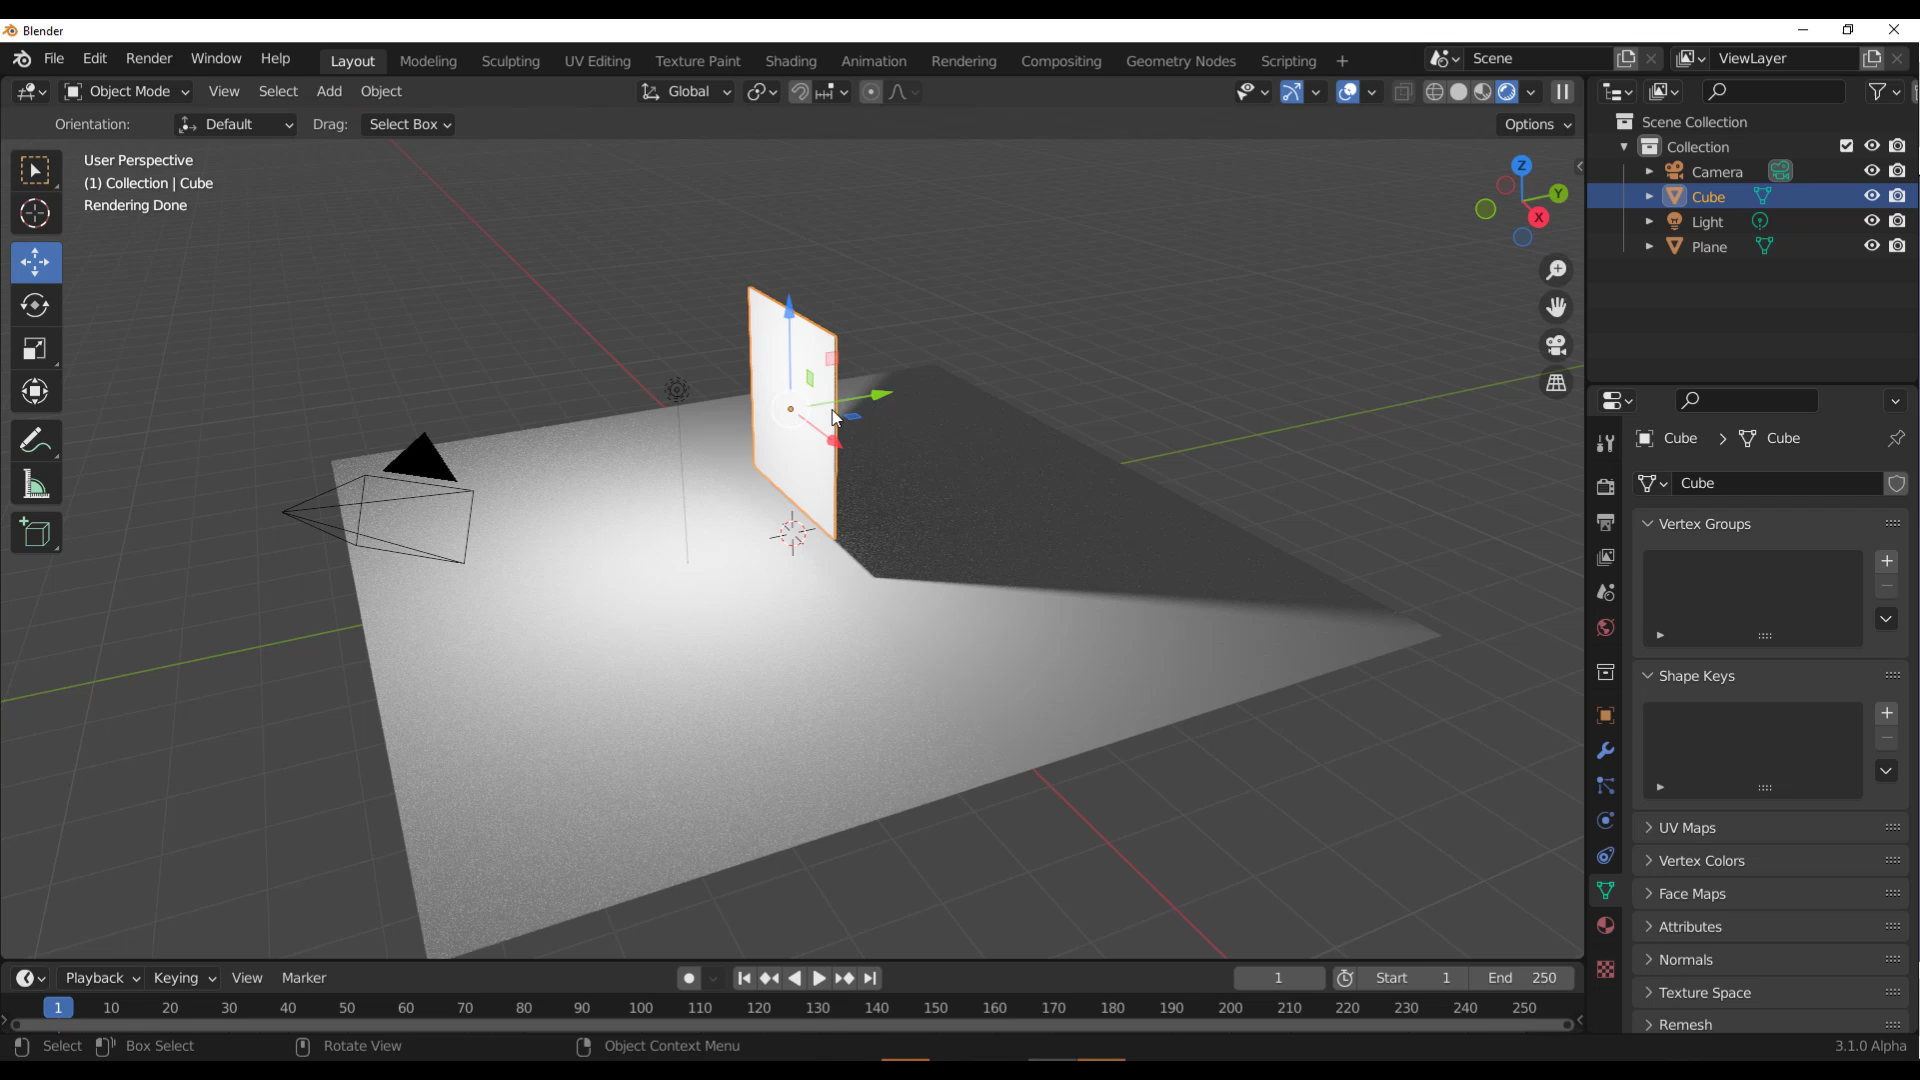 Blender
File Edit Render Window Help Layout Modeling Sculpting UV Editing Texture Paint Shading Animation Rendering Compositing Geometry Nodes Scripting + Scene ViewLayer
Object Mode View Select Add Object Global
Orientation: Default Drag: Select Box Options
User Perspective
(1) Collection | Cube
Rendering Done
Z
Y
X
Scene Collection
Collection
Camera
Cube
Light
Plane
Cube > Cube
Cube
Vertex Groups
Shape Keys
UV Maps
Vertex Colors
Face Maps
Attributes
Normals
Texture Space
Remesh
Playback Keying View Marker 1 Start 1 End 250
1 10 20 30 40 50 60 70 80 90 100 110 120 130 140 150 160 170 180 190 200 210 220 230 240 250
Select Box Select Rotate View Object Context Menu 3.1.0 Alpha